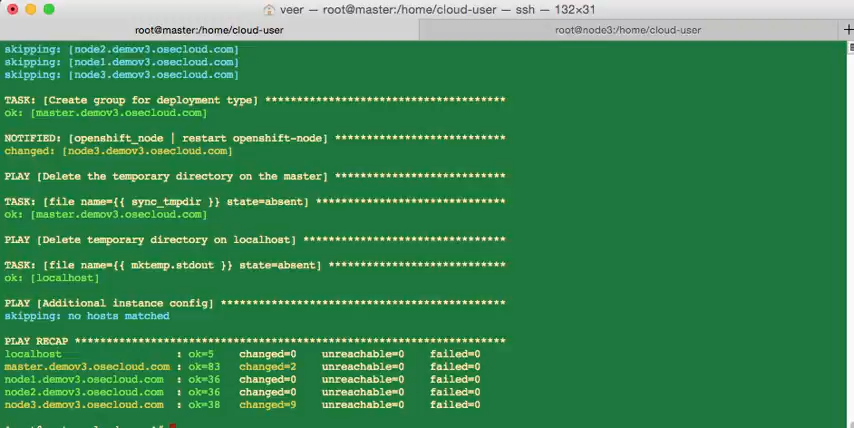 veer — root@master:/home/cloud-user — ssh — 132×31
root@master:/home/cloud-user
root@node3:/home/cloud-user
skipping: [node2.demov3.osecloud.com]
skipping: [node1.demov3.osecloud.com]
skipping: [node3.demov3.osecloud.com]
TASK: [Create group for deployment type] **************************************
ok: [master.demov3.osecloud.com]
NOTIFIED: [openshift_node | restart openshift-node] ***************************
changed: [node3.demov3.osecloud.com]
PLAY [Delete the temporary directory on the master] ***************************
TASK: [file name={{ sync_tmpdir }} state=absent] ******************************
ok: [master.demov3.osecloud.com]
PLAY [Delete temporary directory on localhost] ********************************
TASK: [file name={{ mktemp.stdout }} state=absent] ****************************
ok: [localhost]
PLAY [Additional instance config] *********************************************
skipping: no hosts matched
PLAY RECAP ********************************************************************
localhost : ok=5 changed=0 unreachable=0 failed=0
master.demov3.osecloud.com : ok=83 changed=2 unreachable=0 failed=0
node1.demov3.osecloud.com : ok=36 changed=0 unreachable=0 failed=0
node2.demov3.osecloud.com : ok=36 changed=0 unreachable=0 failed=0
node3.demov3.osecloud.com : ok=38 changed=9 unreachable=0 failed=0